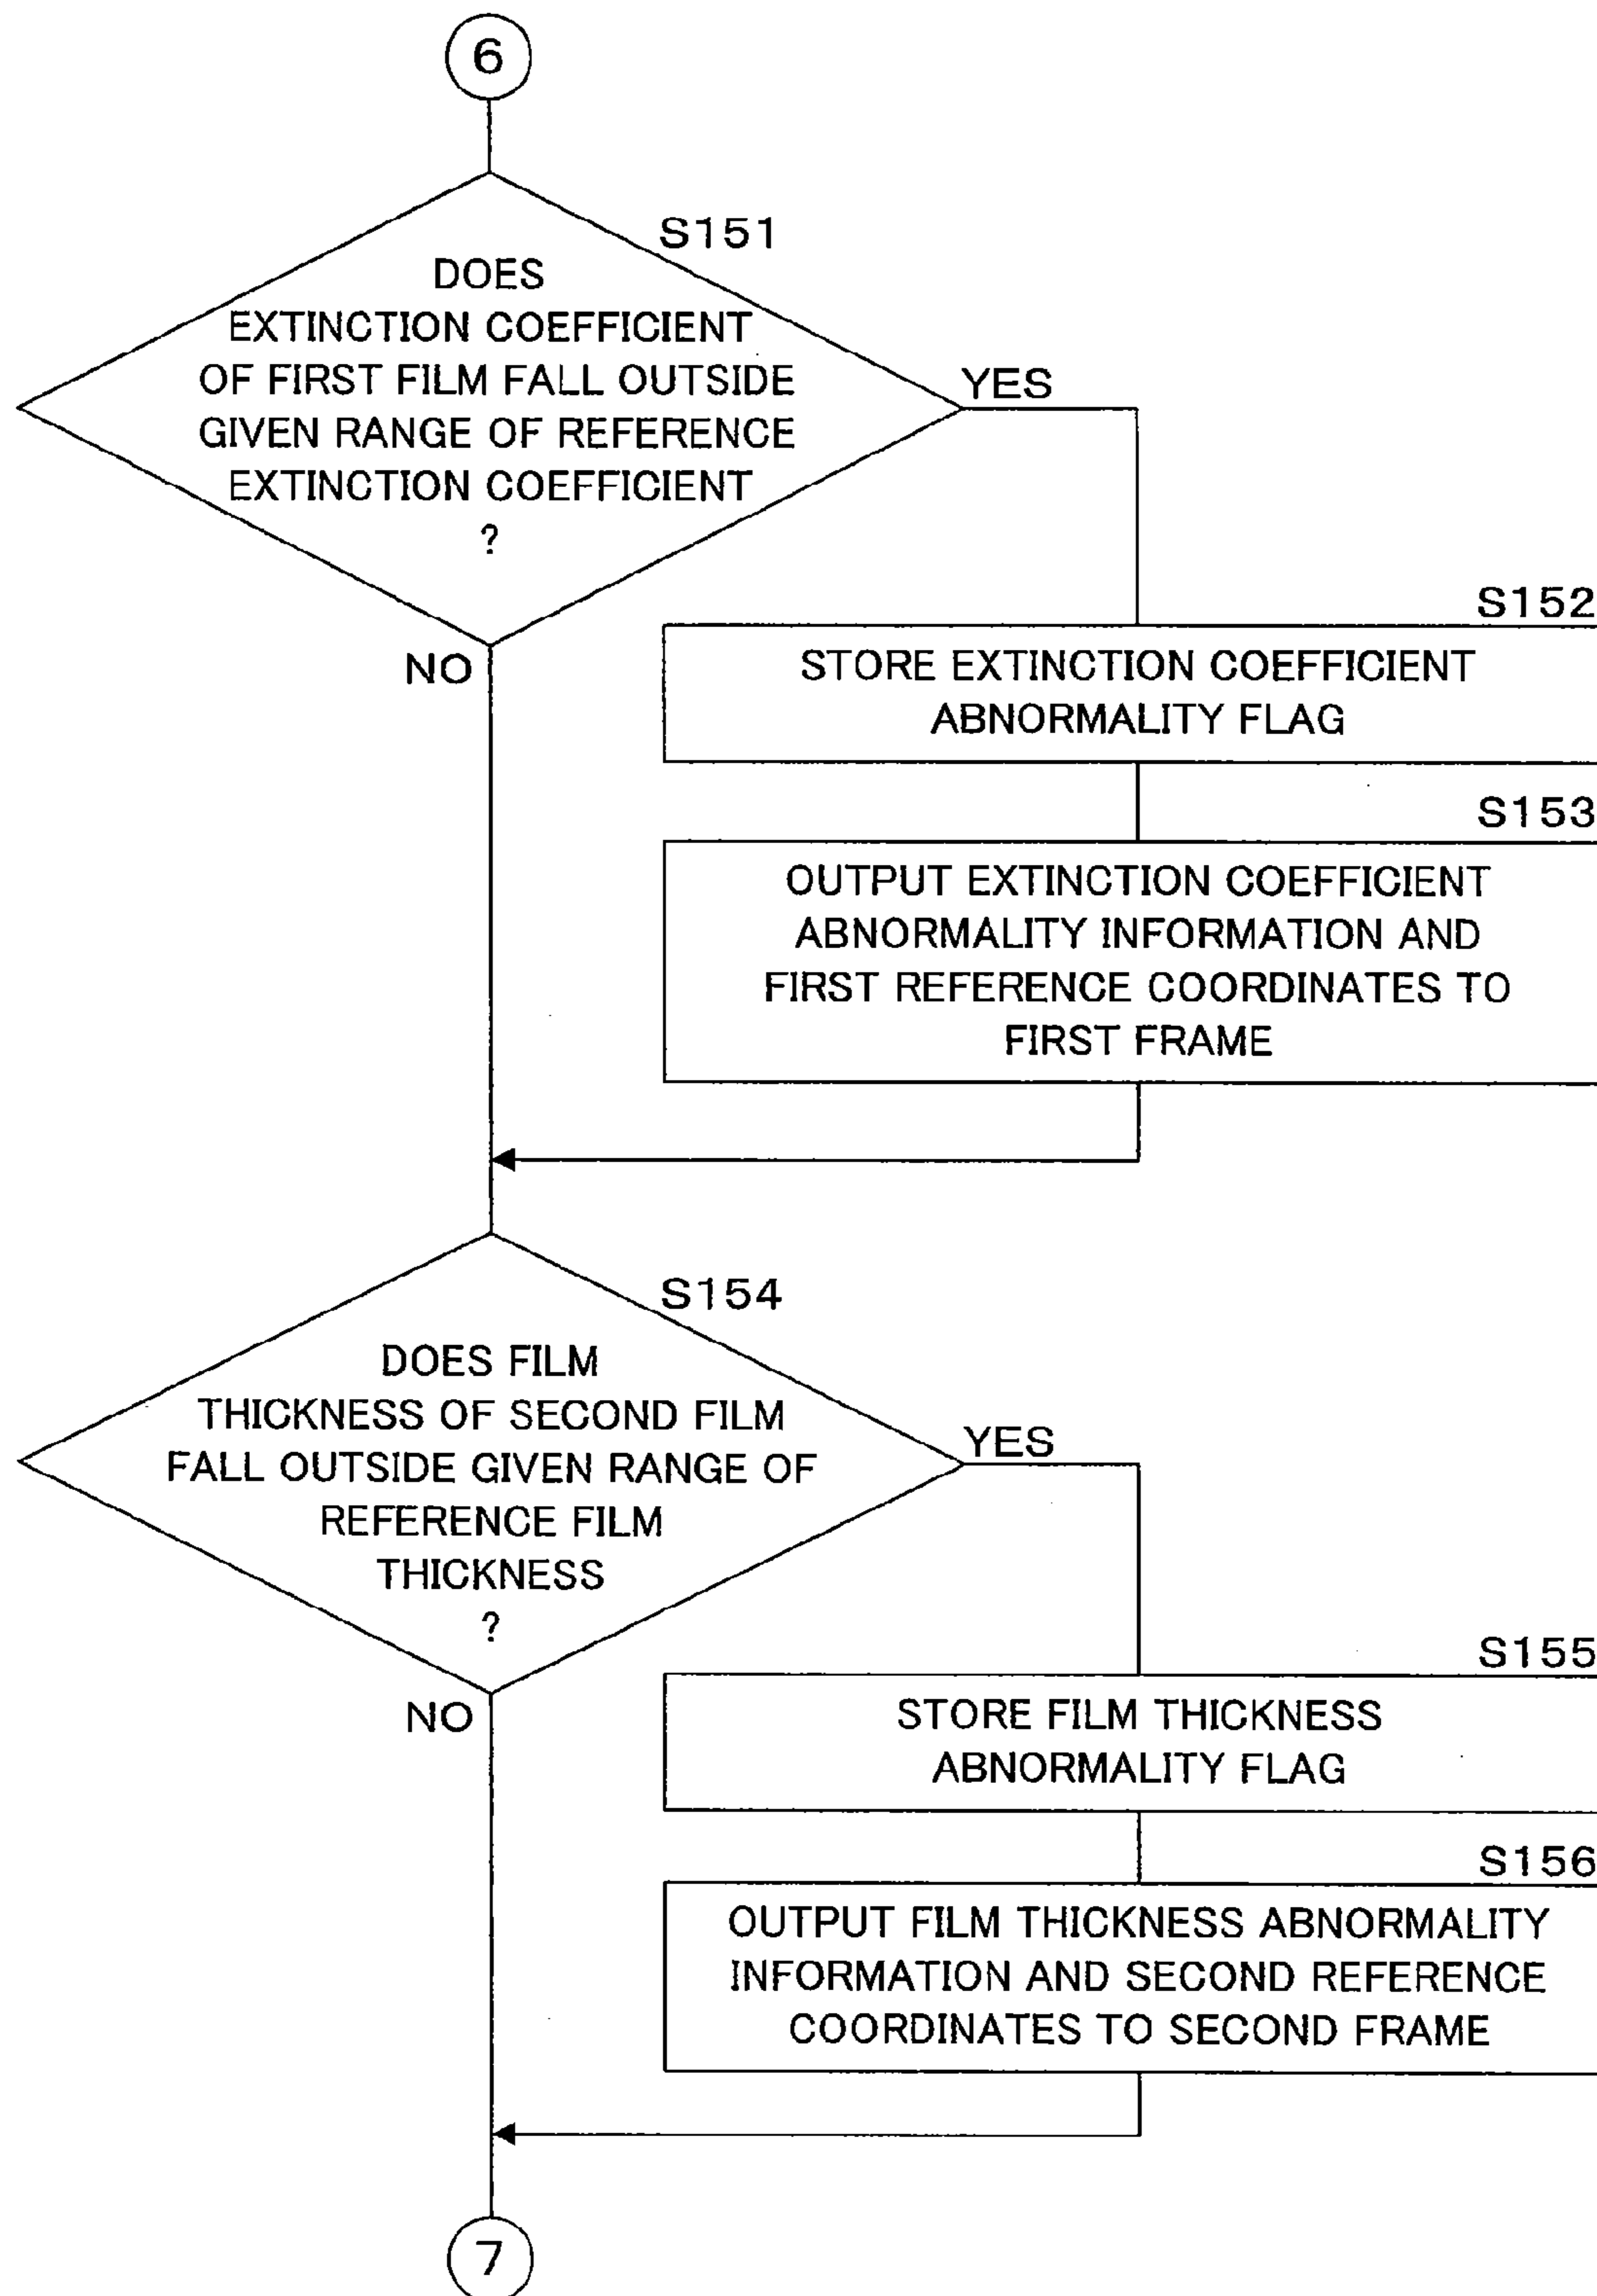 6
S151
DOES
EXTINCTION COEFFICIENT
OF FIRST FILM FALL OUTSIDE
GIVEN RANGE OF REFERENCE
EXTINCTION COEFFICIENT
?
YES
NO
S152
STORE EXTINCTION COEFFICIENT
ABNORMALITY FLAG
S153
OUTPUT EXTINCTION COEFFICIENT
ABNORMALITY INFORMATION AND
FIRST REFERENCE COORDINATES TO
FIRST FRAME
S154
DOES FILM
THICKNESS OF SECOND FILM
FALL OUTSIDE GIVEN RANGE OF
REFERENCE FILM
THICKNESS
?
YES
NO
S155
STORE FILM THICKNESS
ABNORMALITY FLAG
S156
OUTPUT FILM THICKNESS ABNORMALITY
INFORMATION AND SECOND REFERENCE
COORDINATES TO SECOND FRAME
7